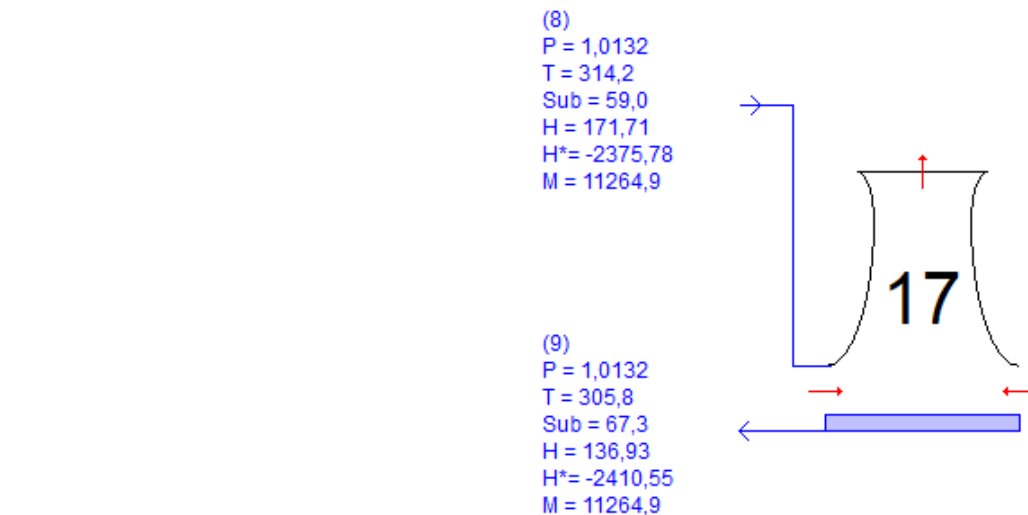 (8)
P = 1,0132
T = 314,2
Sub = 59,0
H = 171,71
H*= -2375,78
M = 11264,9
17
(9)
P = 1,0132
T = 305,8
Sub = 67,3
H = 136,93
H*= -2410,55
M = 11264,9